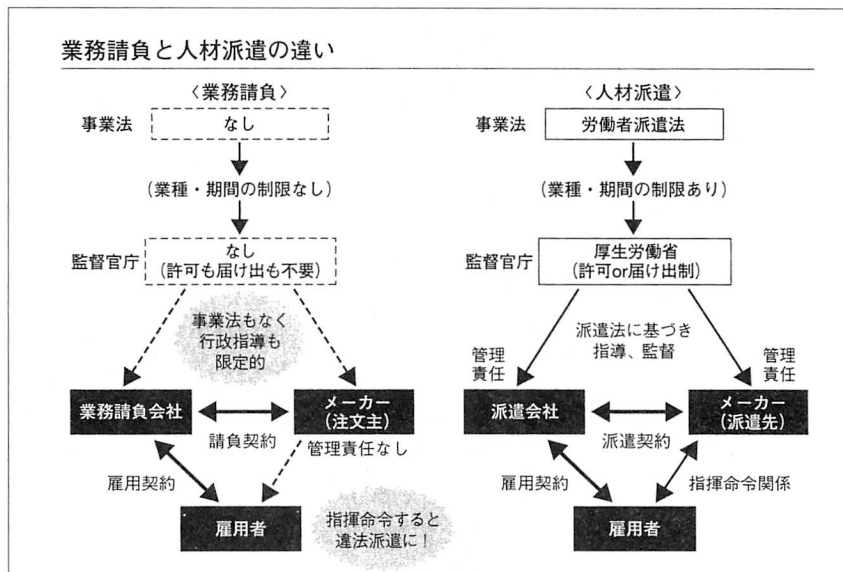 業務請負と人材派遣の違い
〈業務請負〉
事業法
なし
(業種・期間の制限なし)
監督官庁
なし
(許可も届け出も不要)
事業法もなく
行政指導も
限定的
業務請負会社
メーカー
(注文主)
請負契約
管理責任なし
雇用契約
雇用者
指揮命令すると
違法派遣に！
〈人材派遣〉
事業法
労働者派遣法
(業種・期間の制限あり)
監督官庁
厚生労働省
(許可or届け出制)
派遣法に基づき
指導、監督
管理
責任
管理
責任
派遣会社
メーカー
(派遣先)
派遣契約
雇用契約
指揮命令関係
雇用者